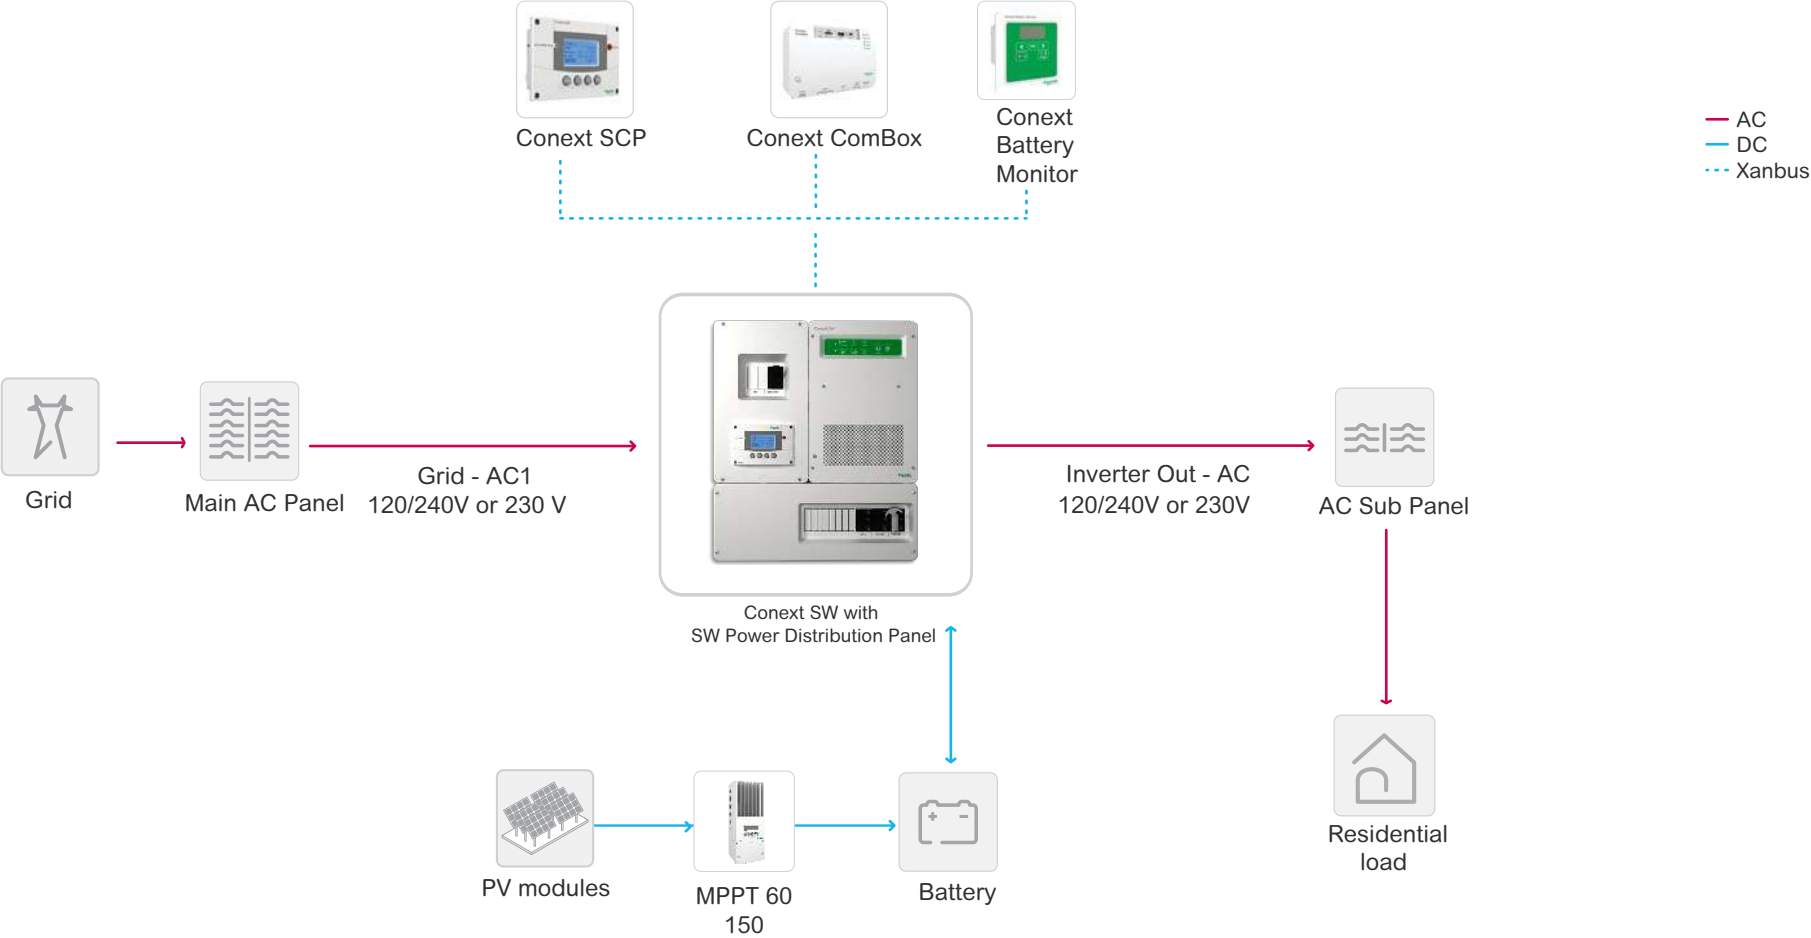 Conext SCP
Conext ComBox
Conext
Battery
Monitor
AC
DC
Xanbus
Grid
Main AC Panel
Grid - AC1
120/240V or 230 V
Inverter Out - AC
120/240V or 230V
AC Sub Panel
Conext SW with
SW Power Distribution Panel
PV modules
MPPT 60
150
Battery
Residential
load